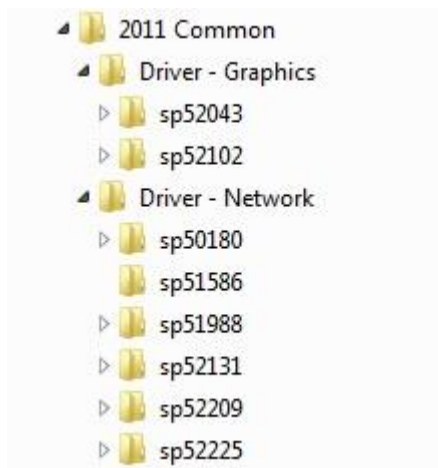 2011 Common
Driver - Graphics
sp52043
sp52102
Driver - Network
sp50180
sp51586
sp51988
sp52131
sp52209
sp52225